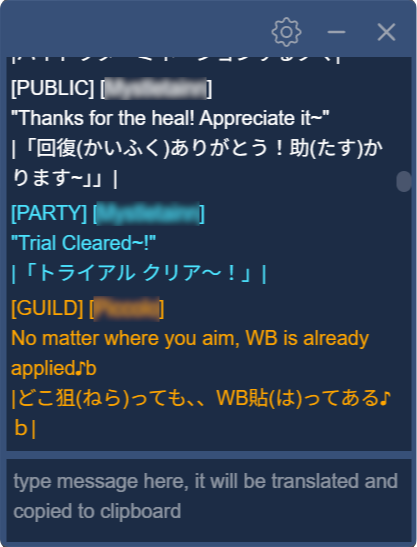 [PUBLIC] [
]
"Thanks for the heal! Appreciate it~"
|「回復(かいふく)ありがとう！助(たす)か
ります~」」|
[PARTY] [
]
"Trial Cleared~!"
|「トライアル クリア～！」|
[GUILD] [
]
No matter where you aim, WB is already
applied♪b
|どこ狙(ねら)っても、、WB貼(は)ってある♪
ｂ|
type message here, it will be translated and
copied to clipboard